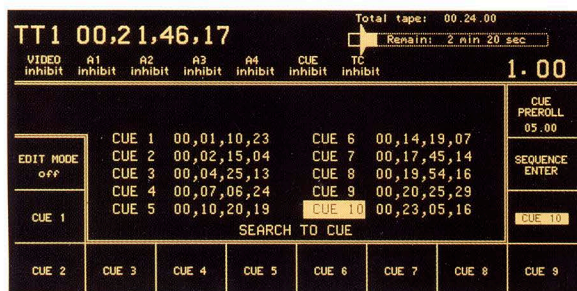 Total tape: 00.24.00
TT1 00,21,46,17
Remain: 2 min 20 sec
VIDEO A1 A2 A3 A4 CUE TC
inhibit inhibit inhibit inhibit inhibit inhibit inhibit
1.00
CUE PREROLL
05.00
CUE 1 00,01,10,23 CUE 6 00,14,19,07
CUE 2 00,02,15,04 CUE 7 00,17,45,14
CUE 3 00,04,25,13 CUE 8 00,19,54,16
CUE 4 00,07,06,24 CUE 9 00,20,25,29
CUE 5 00,10,20,19 CUE 10 00,23,05,16
SEARCH TO CUE
EDIT MODE
off
SEQUENCE ENTER
CUE 1
CUE 10
CUE 2 CUE 3 CUE 4 CUE 5 CUE 6 CUE 7 CUE 8 CUE 9